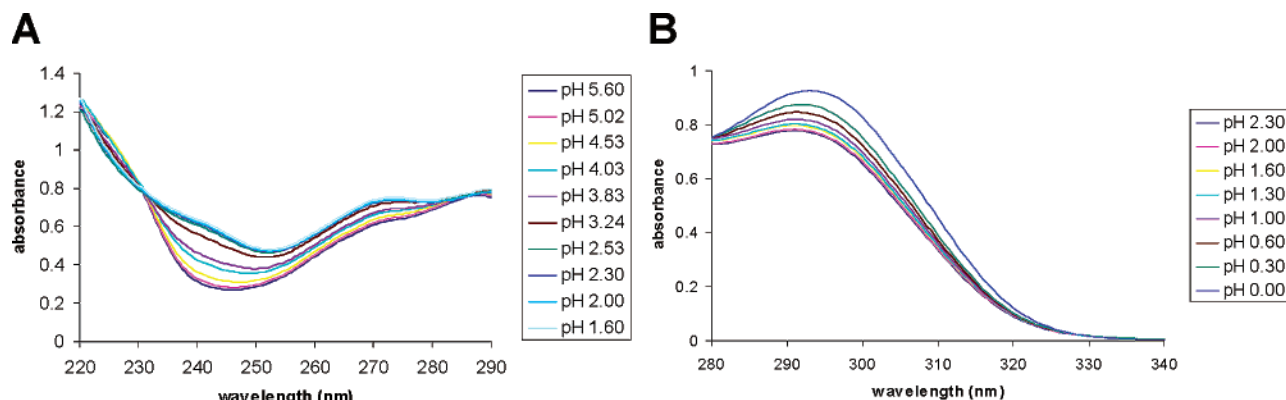 A
B
absorbance
1.4
1.2
1
0.8
0.6
0.4
0.2
0
220 230 240 250 260 270 280 290
wavelength (nm)
pH 5.60
pH 5.02
pH 4.53
pH 4.03
pH 3.83
pH 3.24
pH 2.53
pH 2.30
pH 2.00
pH 1.60
absorbance
1
0.8
0.6
0.4
0.2
0
280 290 300 310 320 330 340
wavelength (nm)
pH 2.30
pH 2.00
pH 1.60
pH 1.30
pH 1.00
pH 0.60
pH 0.30
pH 0.00